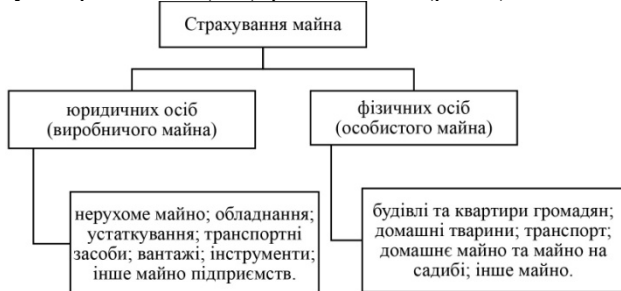 Страхування майна
юридичних осіб
(виробничого майна)
фізичних осіб
(особистого майна)
нерухоме майно; обладнання;
устаткування; транспортні
засоби; вантажі; інструменти;
інше майно підприємств.
будівлі та квартири громадян;
домашні тварини; транспорт;
домашнє майно та майно на
садибі; інше майно.